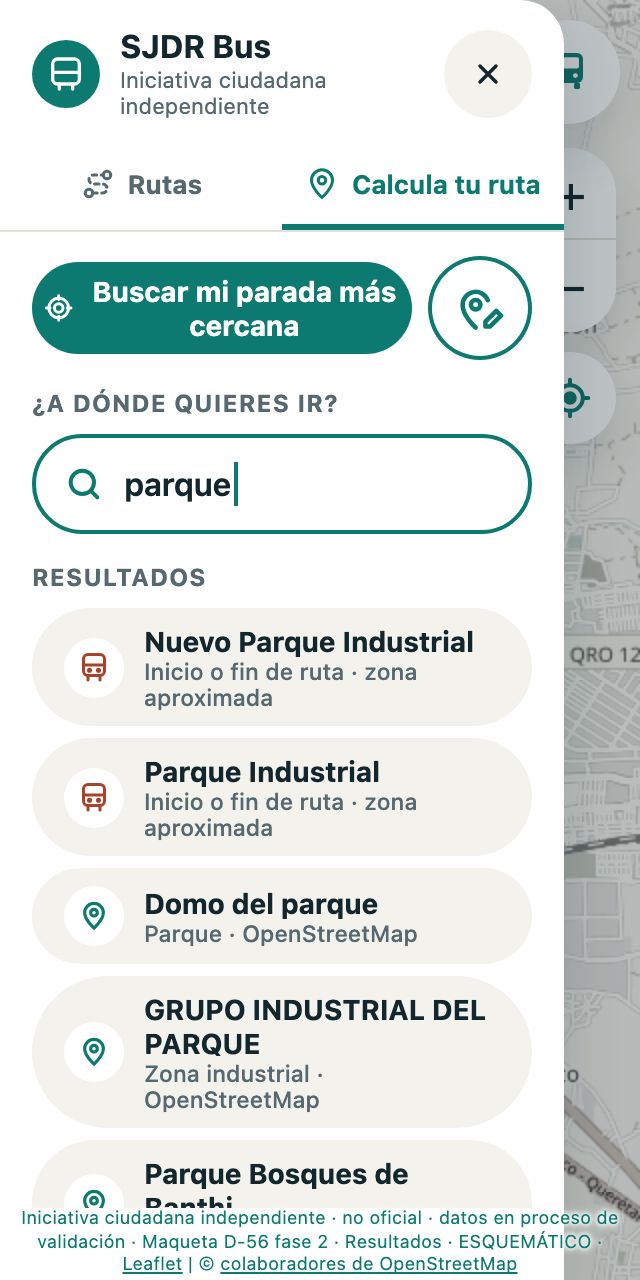 SJDR Bus
Iniciativa ciudadana
independiente
Rutas
Calcula tu ruta
+
−
Buscar mi parada más
cercana
¿A DÓNDE QUIERES IR?
parque
RESULTADOS
Nuevo Parque Industrial
Inicio o fin de ruta · zona
aproximada
QRO 12
Parque Industrial
Inicio o fin de ruta · zona
aproximada
Domo del parque
Parque · OpenStreetMap
GRUPO INDUSTRIAL DEL
PARQUE
Zona industrial ·
OpenStreetMap
Parque Bosques de
Banthi
Iniciativa ciudadana independiente · no oficial · datos en proceso de
validación · Maqueta D-56 fase 2 · Resultados · ESQUEMÁTICO ·
Leaflet | © colaboradores de OpenStreetMap